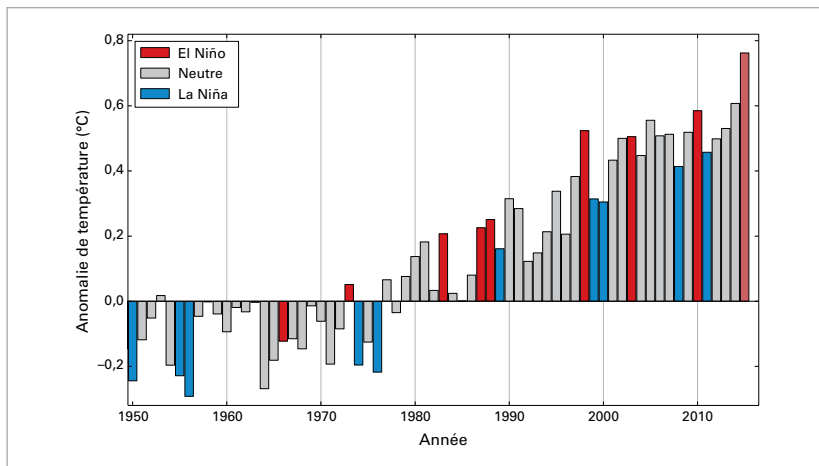 El Niño
Neutre
La Niña
Anomalie de température (°C)
0,8
0,6
0,4
0,2
0,0
–0,2
1950 1960 1970 1980 1990 2000 2010
Année